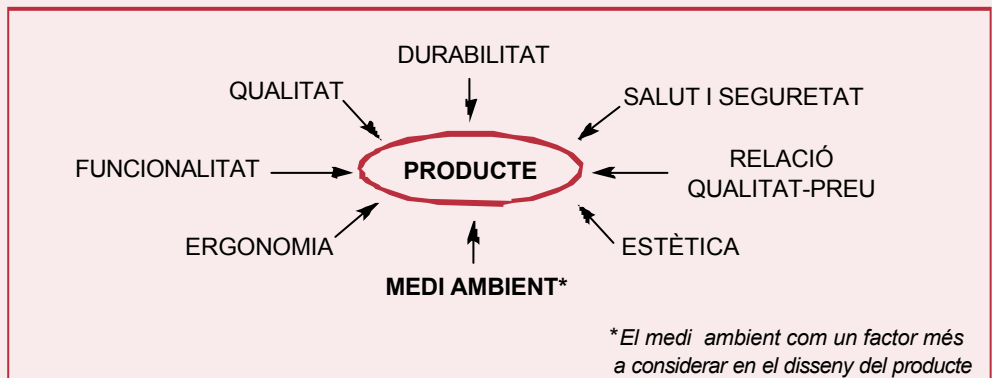 DURABILITAT
QUALITAT
SALUT I SEGURETAT
FUNCIONALITAT
PRODUCTE
RELACIÓ
QUALITAT-PREU
ERGONOMIA
ESTÈTICA
MEDI AMBIENT*
*El medi ambient com un factor més
a considerar en el disseny del producte